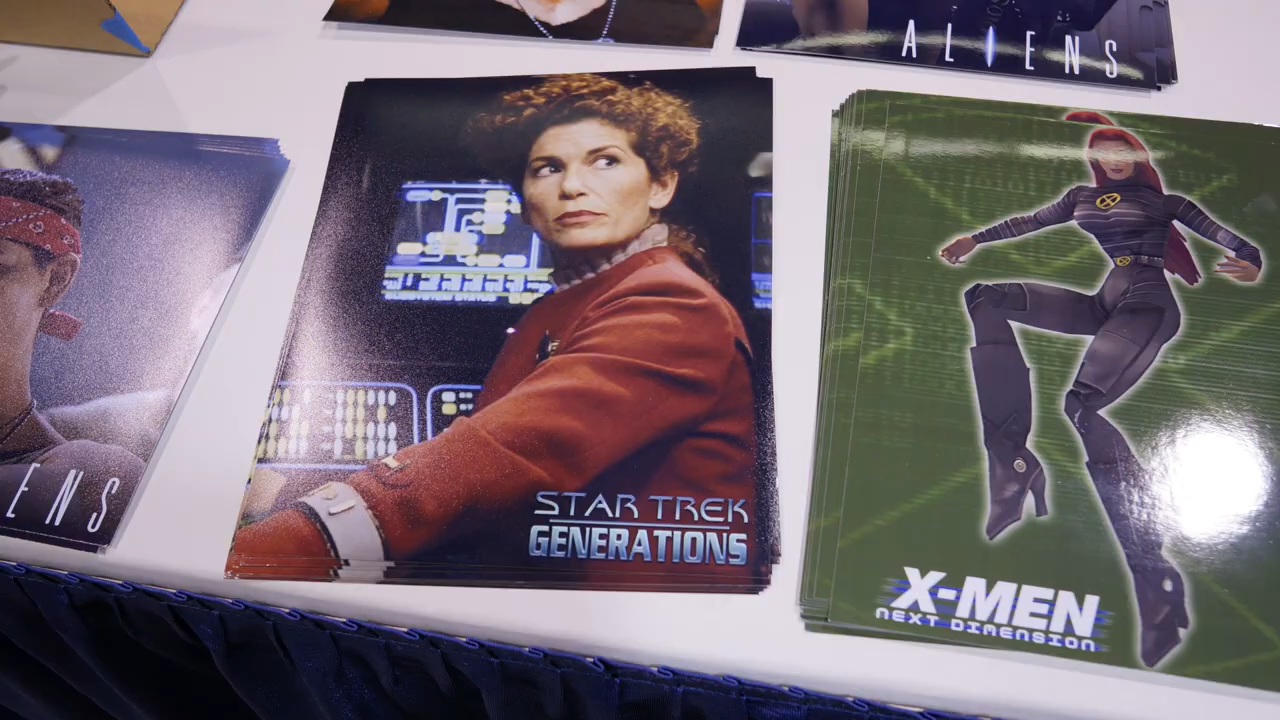 ALIENS
ENS
STAR TREK
GENERATIONS
X-MEN
NEXT DIMENSION